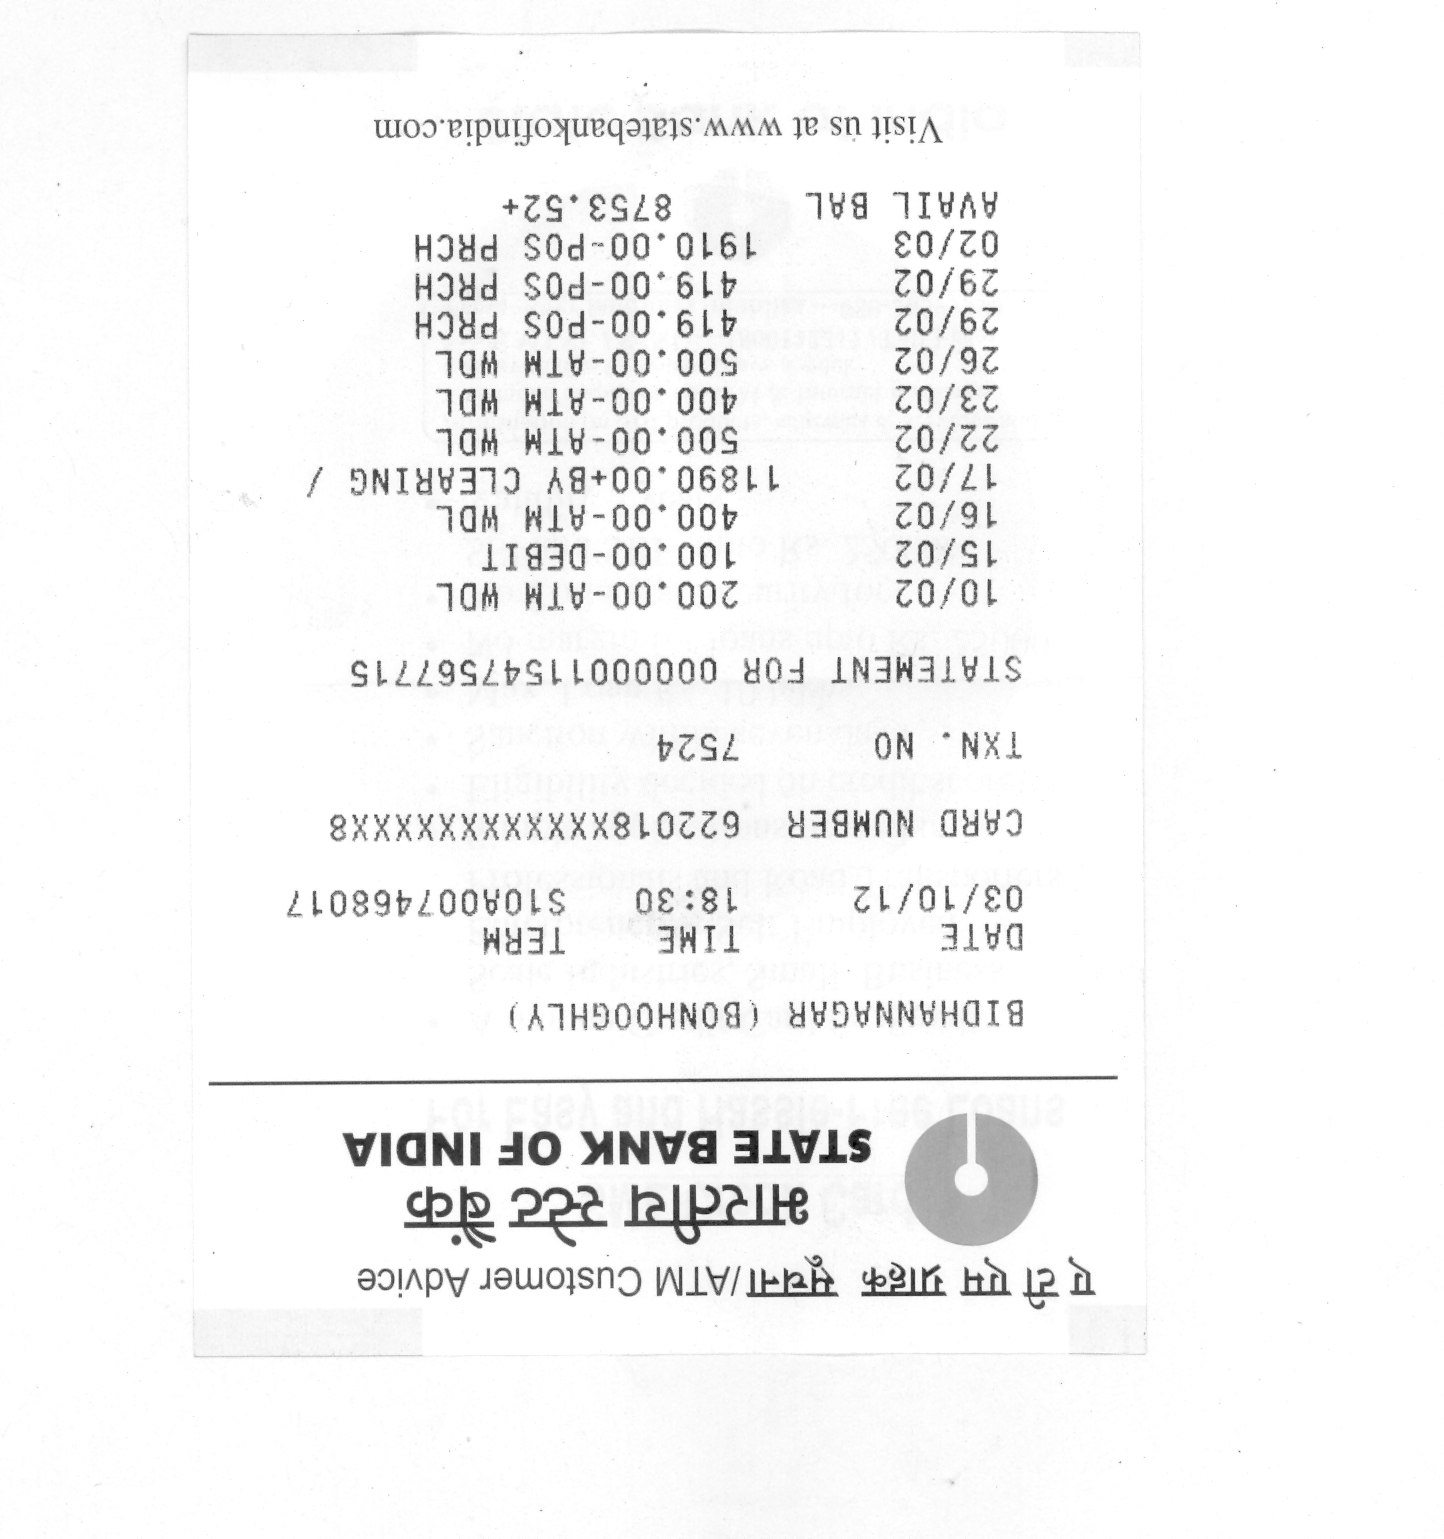 ए टी एम ग्राहक सूचना/ATM Customer Advice
भारतीय स्टेट बैंक
STATE BANK OF INDIA
BIDHANNAGAR (BONHOOGHLY)
DATE TIME TERM
03/10/12 18:30 S10A007468017
CARD NUMBER 622018XXXXXXXXXXXX8
TXN. NO 7524
STATEMENT FOR 00000011547567715
10/02 200.00-ATM WDL
15/02 100.00-DEBIT
16/02 400.00-ATM WDL
17/02 11890.00+BY CLEARING /
22/02 500.00-ATM WDL
23/02 400.00-ATM WDL
26/02 500.00-ATM WDL
29/02 419.00-POS PRCH
29/02 419.00-POS PRCH
02/03 1910.00-POS PRCH
AVAIL BAL 8753.52+
Visit us at www.statebankofindia.com